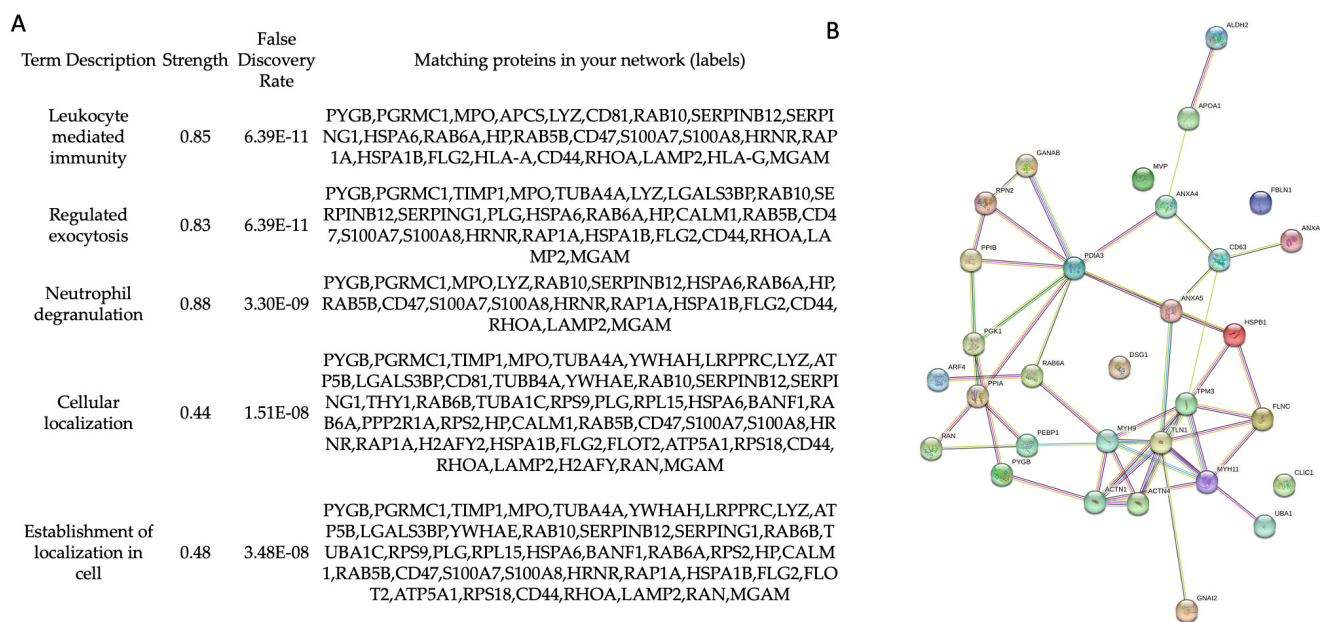 A
B
Term Description Strength False Discovery Rate Matching proteins in your network (labels)
Leukocyte mediated immunity
0.85
6.39E-11
PYGB,PGRMC1,MPO,APCS,LYZ,CD81,RAB10,SERPINB12,SERPI
NG1,HSPA6,RAB6A,HP,RAB5B,CD47,S100A7,S100A8,HRNR,RAP
1A,HSPA1B,FLG2,HLA-A,CD44,RHOA,LAMP2,HLA-G,MGAM
Regulated exocytosis
0.83
6.39E-11
PYGB,PGRMC1,TIMP1,MPO,TUBA4A,LYZ,LGALS3BP,RAB10,SE
RPINB12,SERPING1,PLG,HSPA6,RAB6A,HP,CALM1,RAB5B,CD4
7,S100A7,S100A8,HRNR,RAP1A,HSPA1B,FLG2,CD44,RHOA,LA
MP2,MGAM
Neutrophil degranulation
0.88
3.30E-09
PYGB,PGRMC1,MPO,LYZ,RAB10,SERPINB12,HSPA6,RAB6A,HP,
RAB5B,CD47,S100A7,S100A8,HRNR,RAP1A,HSPA1B,FLG2,CD44,
RHOA,LAMP2,MGAM
Cellular localization
0.44
1.51E-08
PYGB,PGRMC1,TIMP1,MPO,TUBA4A,YWHAH,LRPPRC,LYZ,AT
P5B,LGALS3BP,CD81,TUBB4A,YWHAE,RAB10,SERPINB12,SERPI
NG1,THY1,RAB6B,TUBA1C,RPS9,PLG,RPL15,HSPA6,BANF1,RA
B6A,PPP2R1A,RPS2,HP,CALM1,RAB5B,CD47,S100A7,S100A8,H
RNR,RAP1A,H2AFY2,HSPA1B,FLG2,FLOT2,ATP5A1,RPS18,CD44,
RHOA,LAMP2,H2AFY,RAN,MGAM
Establishment of localization in cell
0.48
3.48E-08
PYGB,PGRMC1,TIMP1,MPO,TUBA4A,YWHAH,LRPPRC,LYZ,AT
P5B,LGALS3BP,YWHAE,RAB10,SERPINB12,SERPING1,RAB6B,T
UBA1C,RPS9,PLG,RPL15,HSPA6,BANF1,RAB6A,RPS2,HP,CALM
1,RAB5B,CD47,S100A7,S100A8,HRNR,RAP1A,HSPA1B,FLG2,FLO
T2,ATP5A1,RPS18,CD44,RHOA,LAMP2,RAN,MGAM
ALDH2
APOA1
GANAB
MVP
RPN2
ANXA4
FBLN1
ANXA
CD63
PPIB
PDIA3
ANXA5
HSPB1
PGK1
DSG1
RAB6A
ARF4
PPIA
TPM3
FLNC
RAN
PEBP1
MYH9
TLN1
PYGB
MYH11
CLIC1
ACTN1
ACTN4
UBA1
GNAI2